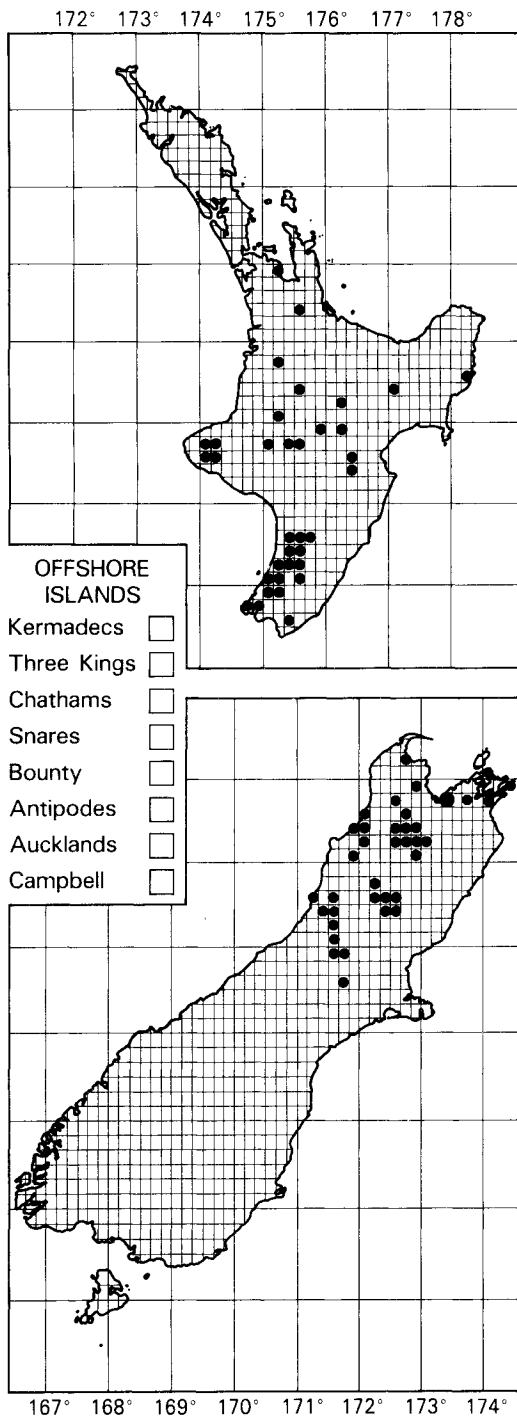 172° 173° 174° 175° 176° 177° 178°
OFFSHORE
ISLANDS
Kermadecs
Three Kings
Chathams
Snares
Bounty
Antipodes
Aucklands
Campbell
167° 168° 169° 170° 171° 172° 173° 174°